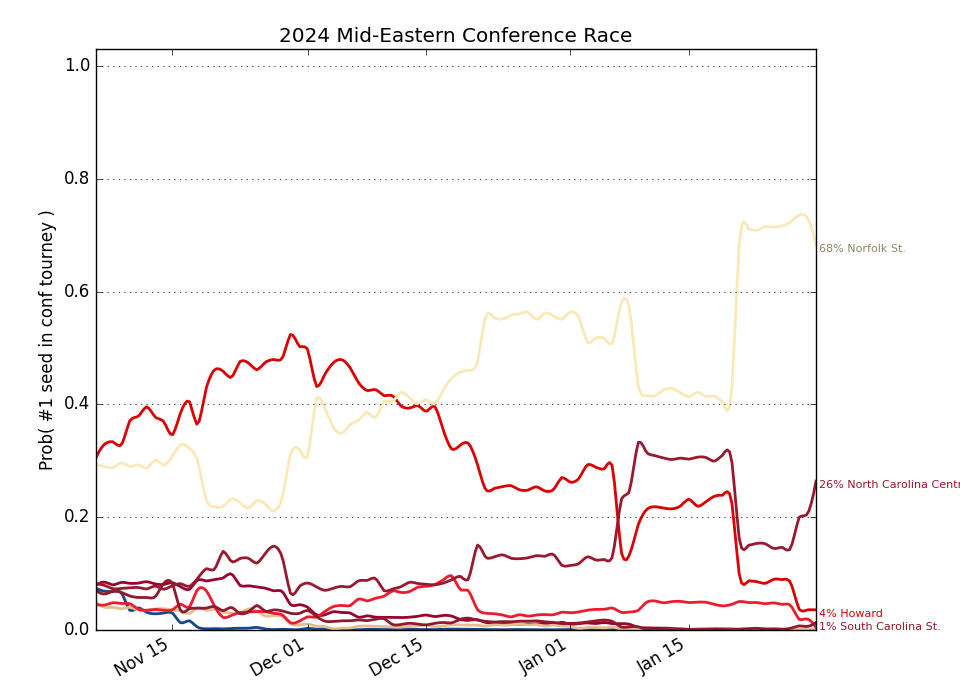 2024 Mid-Eastern Conference Race
Prob( #1 seed in conf tourney )
1.0
0.8
0.6
0.4
0.2
0.0
68% Norfolk St.
26% North Carolina Centr
4% Howard
1% South Carolina St.
Nov 15
Dec 01
Dec 15
Jan 01
Jan 15